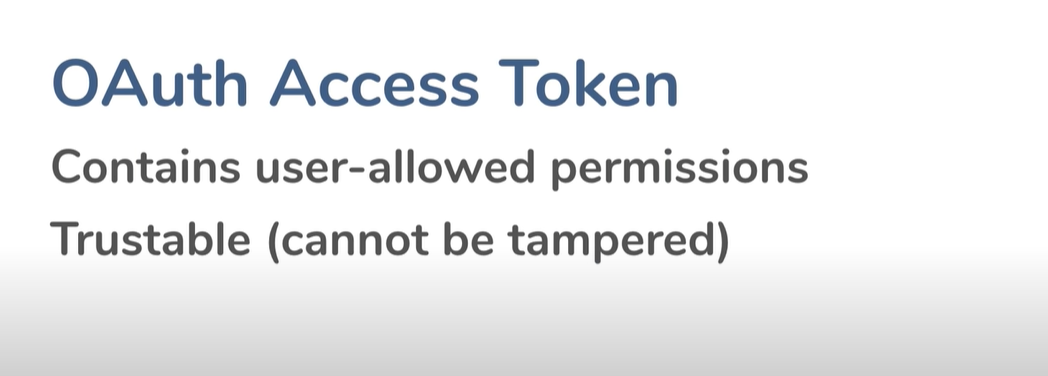 OAuth Access Token
Contains user-allowed permissions
Trustable (cannot be tampered)